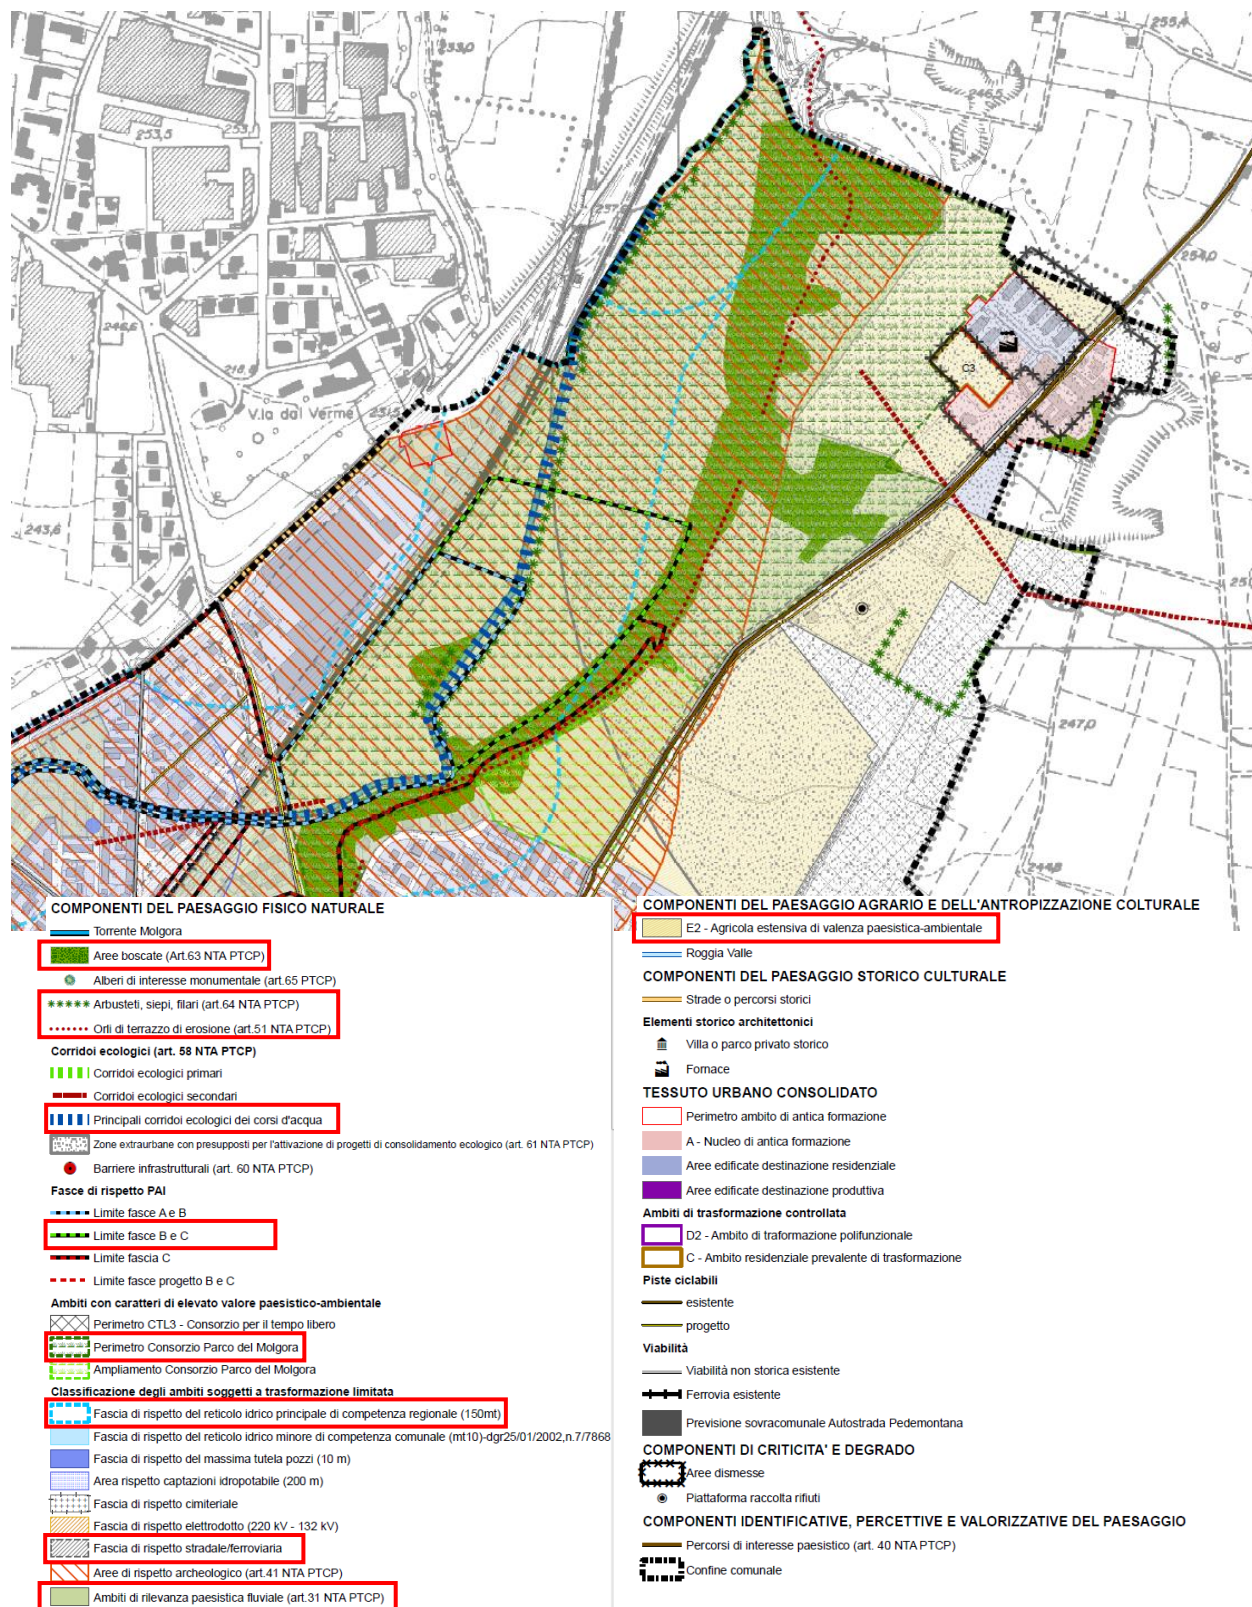 255,4
233,0
246,5
253,5
253,
237,
254,0
246,6
218,8
C3
V.la dal Verme
231,5
243,6
25
247,0
244,8
COMPONENTI DEL PAESAGGIO FISICO NATURALE
Torrente Molgora
Aree boscate (Art.63 NTA PTCP)
Alberi di interesse monumentale (art.65 PTCP)
Arbusteti, siepi, filari (art.64 NTA PTCP)
Orli di terrazzo di erosione (art.51 NTA PTCP)
Corridoi ecologici (art. 58 NTA PTCP)
Corridoi ecologici primari
Corridoi ecologici secondari
Principali corridoi ecologici dei corsi d'acqua
Zone extraurbane con presupposti per l'attivazione di progetti di consolidamento ecologico (art. 61 NTA PTCP)
Barriere infrastrutturali (art. 60 NTA PTCP)
Fasce di rispetto PAI
Limite fasce A e B
Limite fasce B e C
Limite fascia C
Limite fasce progetto B e C
Ambiti con caratteri di elevato valore paesistico-ambientale
Perimetro CTL3 - Consorzio per il tempo libero
Perimetro Consorzio Parco del Molgora
Ampliamento Consorzio Parco del Molgora
Classificazione degli ambiti soggetti a trasformazione limitata
Fascia di rispetto del reticolo idrico principale di competenza regionale (150mt)
Fascia di rispetto del reticolo idrico minore di competenza comunale (mt10)-dgr25/01/2002,n.7/7868
Fascia di rispetto del massima tutela pozzi (10 m)
Area rispetto captazioni idropotabile (200 m)
Fascia di rispetto cimiteriale
Fascia di rispetto elettrodotto (220 kV - 132 kV)
Fascia di rispetto stradale/ferroviaria
Aree di rispetto archeologico (art.41 NTA PTCP)
Ambiti di rilevanza paesistica fluviale (art.31 NTA PTCP)
COMPONENTI DEL PAESAGGIO AGRARIO E DELL'ANTROPIZZAZIONE COLTURALE
E2 - Agricola estensiva di valenza paesistica-ambientale
Roggia Valle
COMPONENTI DEL PAESAGGIO STORICO CULTURALE
Strade o percorsi storici
Elementi storico architettonici
Villa o parco privato storico
Fornace
TESSUTO URBANO CONSOLIDATO
Perimetro ambito di antica formazione
A - Nucleo di antica formazione
Aree edificate destinazione residenziale
Aree edificate destinazione produttiva
Ambiti di trasformazione controllata
D2 - Ambito di traformazione polifunzionale
C - Ambito residenziale prevalente di trasformazione
Piste ciclabili
esistente
progetto
Viabilità
Viabilità non storica esistente
Ferrovia esistente
Previsione sovracomunale Autostrada Pedemontana
COMPONENTI DI CRITICITA' E DEGRADO
Aree dismesse
Piattaforma raccolta rifiuti
COMPONENTI IDENTIFICATIVE, PERCETTIVE E VALORIZZATIVE DEL PAESAGGIO
Percorsi di interesse paesistico (art. 40 NTA PTCP)
Confine comunale